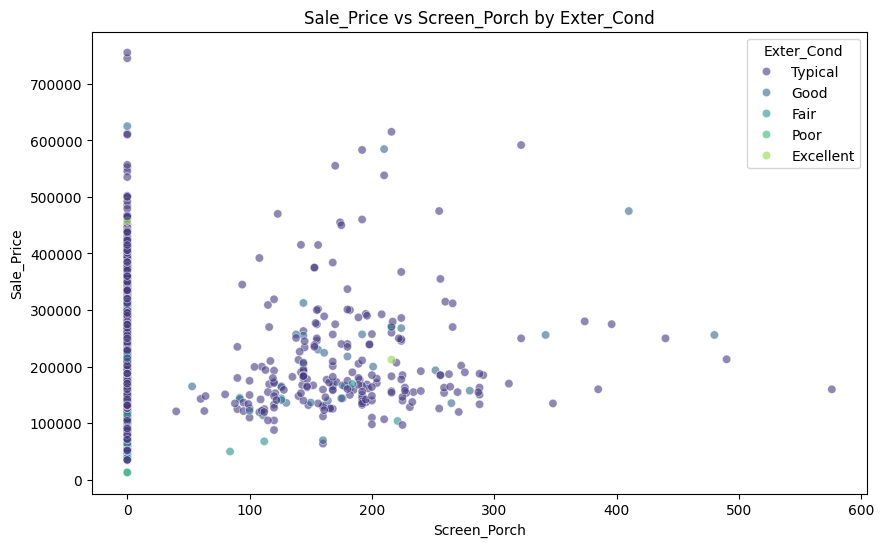 Sale_Price vs Screen_Porch by Exter_Cond
Exter_Cond
Typical
Good
Fair
Poor
Excellent
Sale_Price
700000
600000
500000
400000
300000
200000
100000
0
0 100 200 300 400 500 600
Screen_Porch